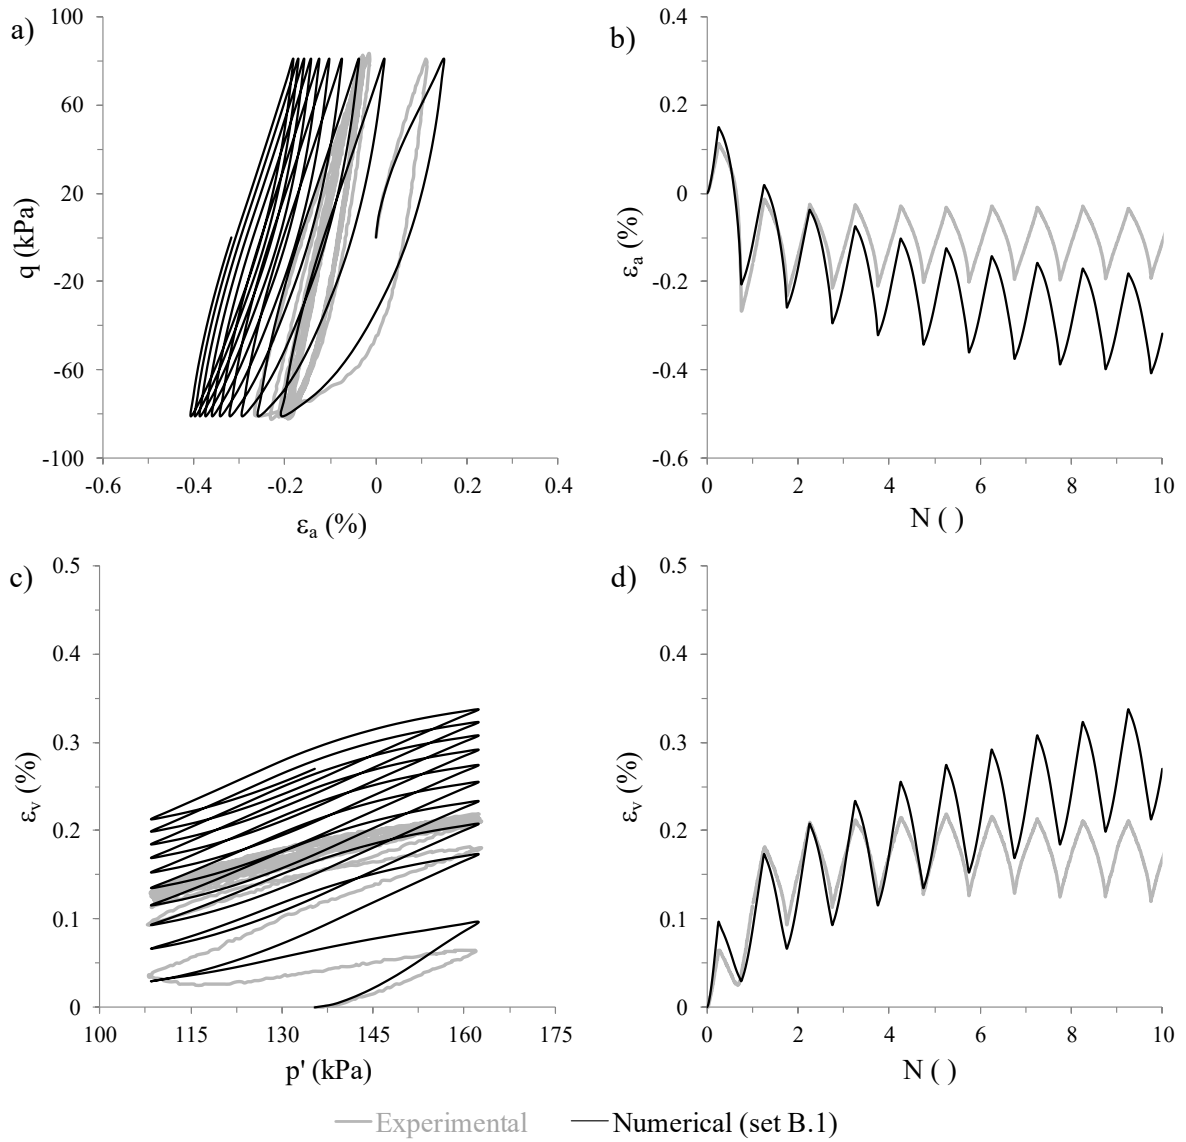 a)
100
60
20
-20
-60
-100
q (kPa)
-0.6 -0.4 -0.2 0 0.2 0.4
εa (%)
b)
0.4
0.2
0
-0.2
-0.4
-0.6
εa (%)
0 2 4 6 8 10
N ( )
c)
0.5
0.4
0.3
0.2
0.1
0
εv (%)
100 115 130 145 160 175
p' (kPa)
d)
0.5
0.4
0.3
0.2
0.1
0
εv (%)
0 2 4 6 8 10
N ( )
Experimental Numerical (set B.1)